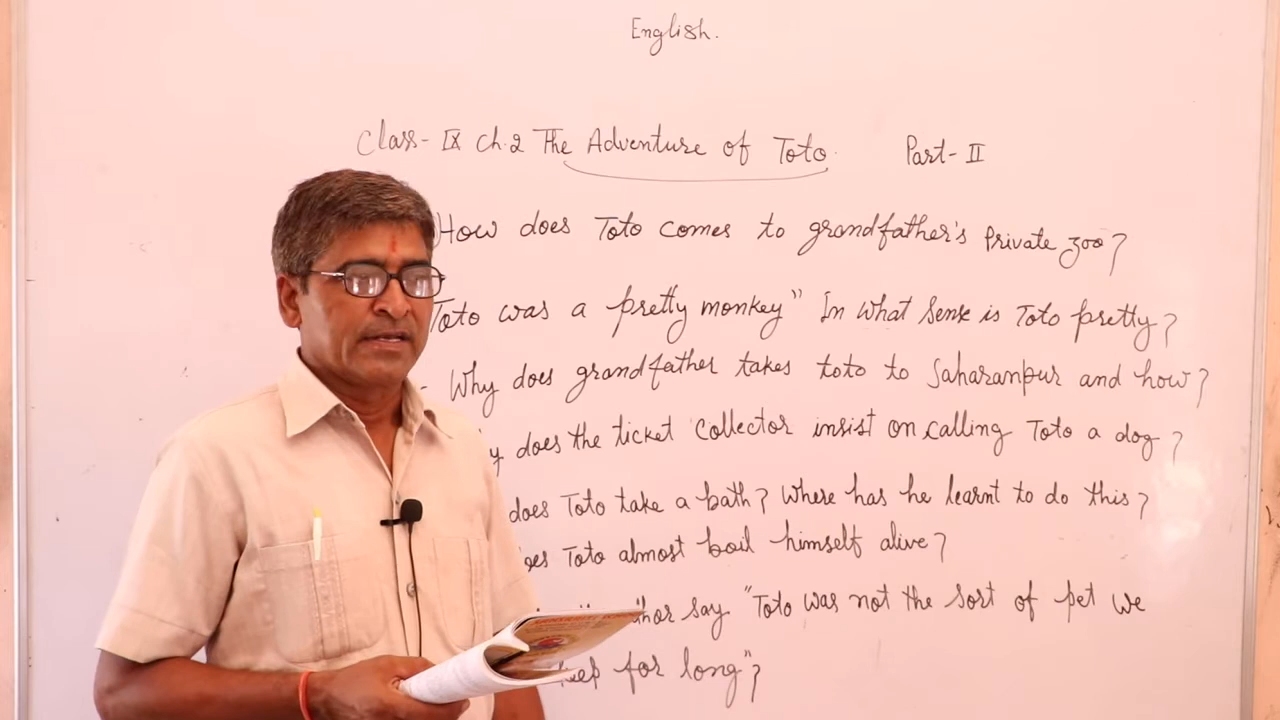 English.
Class- IX Ch.2 The Adventure of Toto. Part- II
How does Toto comes to grandfather's Private zoo?
Toto was a pretty monkey" In what sense is Toto pretty?
- Why does grandfather takes toto to Saharanpur and how?
does the ticket Collector insist on calling Toto a dog?
does Toto take a bath? Where has he learnt to do this?
Toto almost boil himself alive?
say "Toto was not the sort of pet we
for long"?